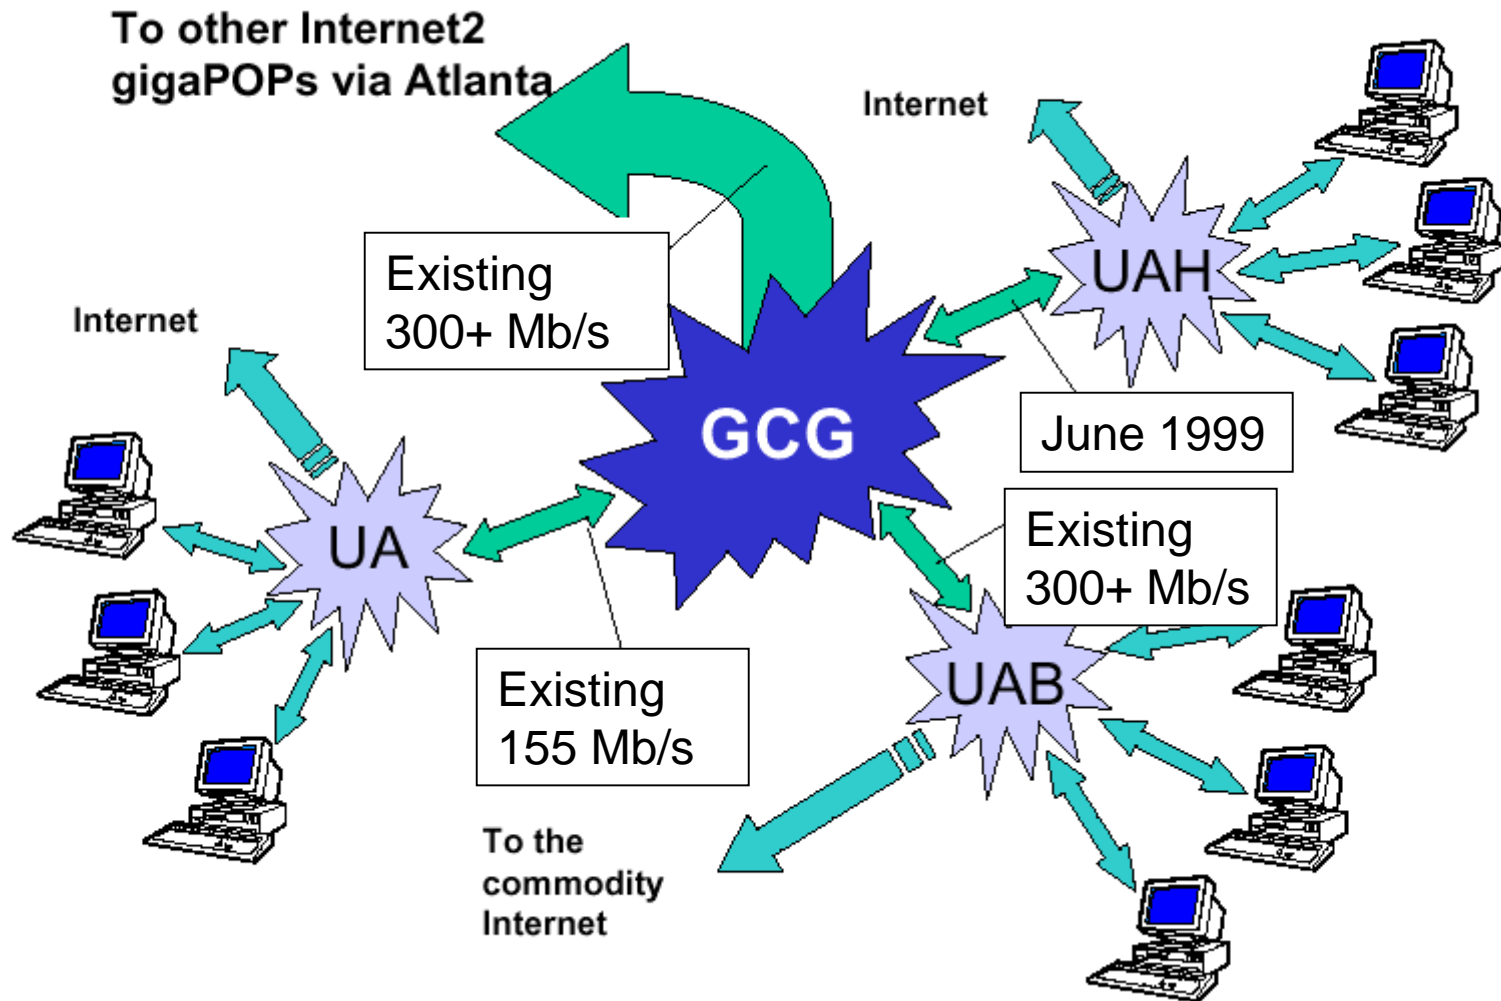 To other Internet2
gigaPOPs via Atlanta
Internet
UAH
Existing
300+ Mb/s
Internet
GCG
June 1999
UA
Existing
300+ Mb/s
UAB
Existing
155 Mb/s
To the
commodity
Internet